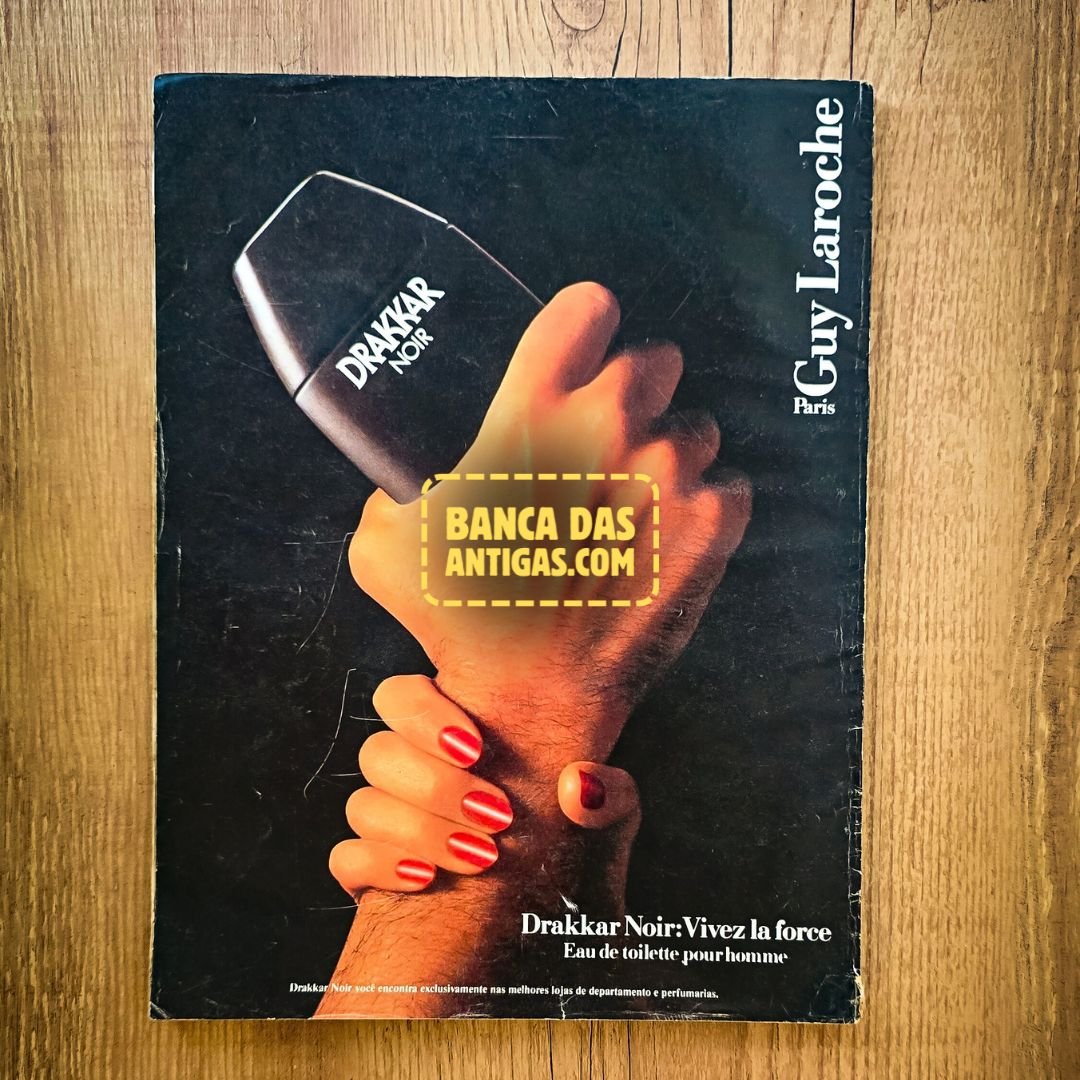 Paris Guy Laroche
DRAKKAR
NOIR
BANCA DAS
ANTIGAS.COM
Drakkar Noir: Vivez la force
Eau de toilette pour homme
Drakkar Noir você encontra exclusivamente nas melhores lojas de departamento e perfumarias.